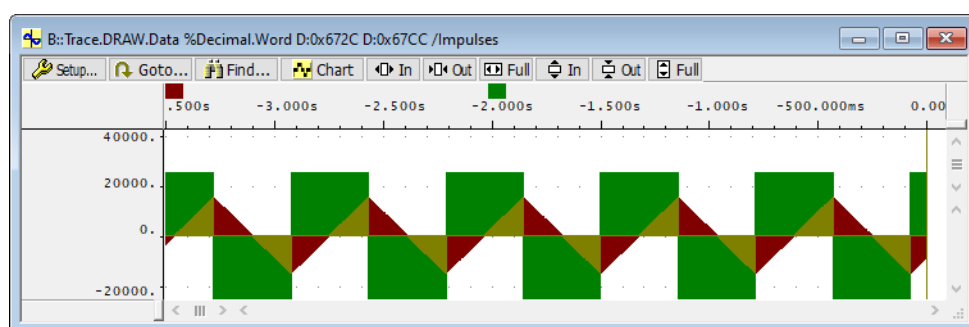 B::Trace.DRAW.Data %Decimal.Word D:0x672C D:0x67CC /Impulses
Setup... Goto... Find... Chart In Out Full In Out Full
.500s -3.000s -2.500s -2.000s -1.500s -1.000s -500.000ms 0.00
40000.
20000.
0.
-20000.